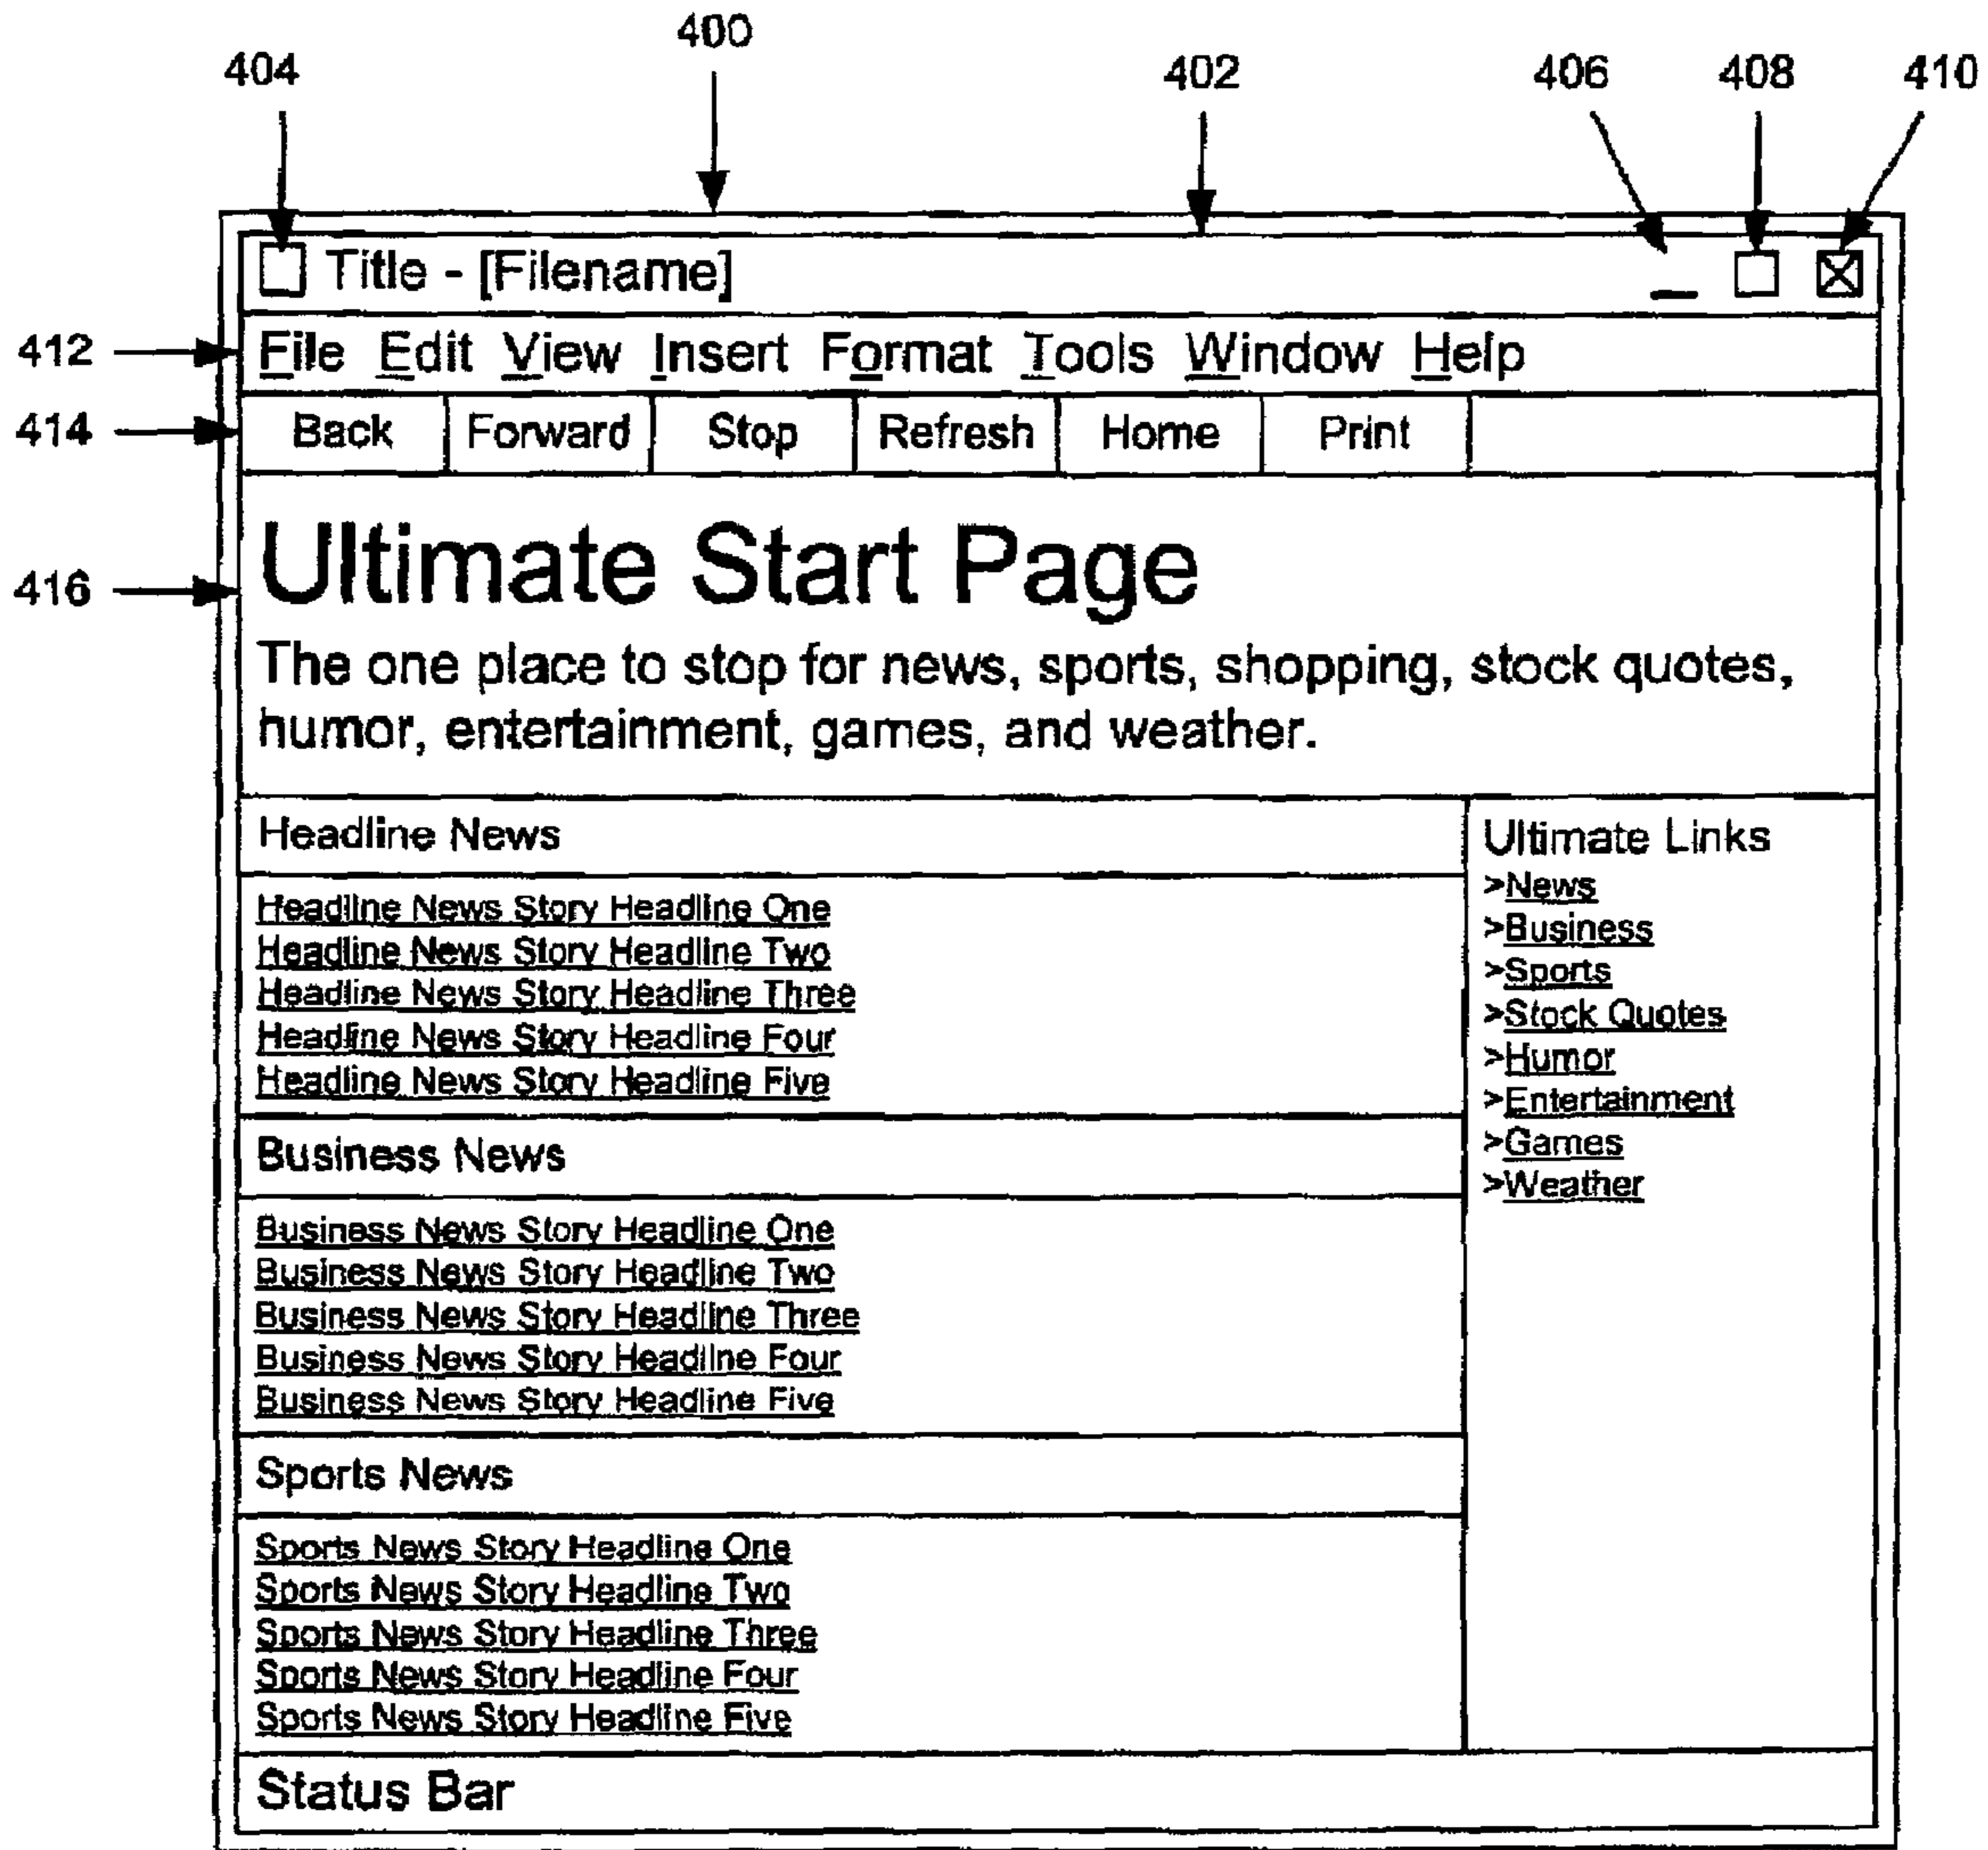 400
404 402 406 408 410
Title - [Filename]
412 File Edit View Insert Format Tools Window Help
414 Back Forward Stop Refresh Home Print
416 Ultimate Start Page
The one place to stop for news, sports, shopping, stock quotes,
humor, entertainment, games, and weather.
Headline News
Headline News Story Headline One
Headline News Story Headline Two
Headline News Story Headline Three
Headline News Story Headline Four
Headline News Story Headline Five
Business News
Business News Story Headline One
Business News Story Headline Two
Business News Story Headline Three
Business News Story Headline Four
Business News Story Headline Five
Sports News
Sports News Story Headline One
Sports News Story Headline Two
Sports News Story Headline Three
Sports News Story Headline Four
Sports News Story Headline Five
Ultimate Links
>News
>Business
>Sports
>Stock Quotes
>Humor
>Entertainment
>Games
>Weather
Status Bar